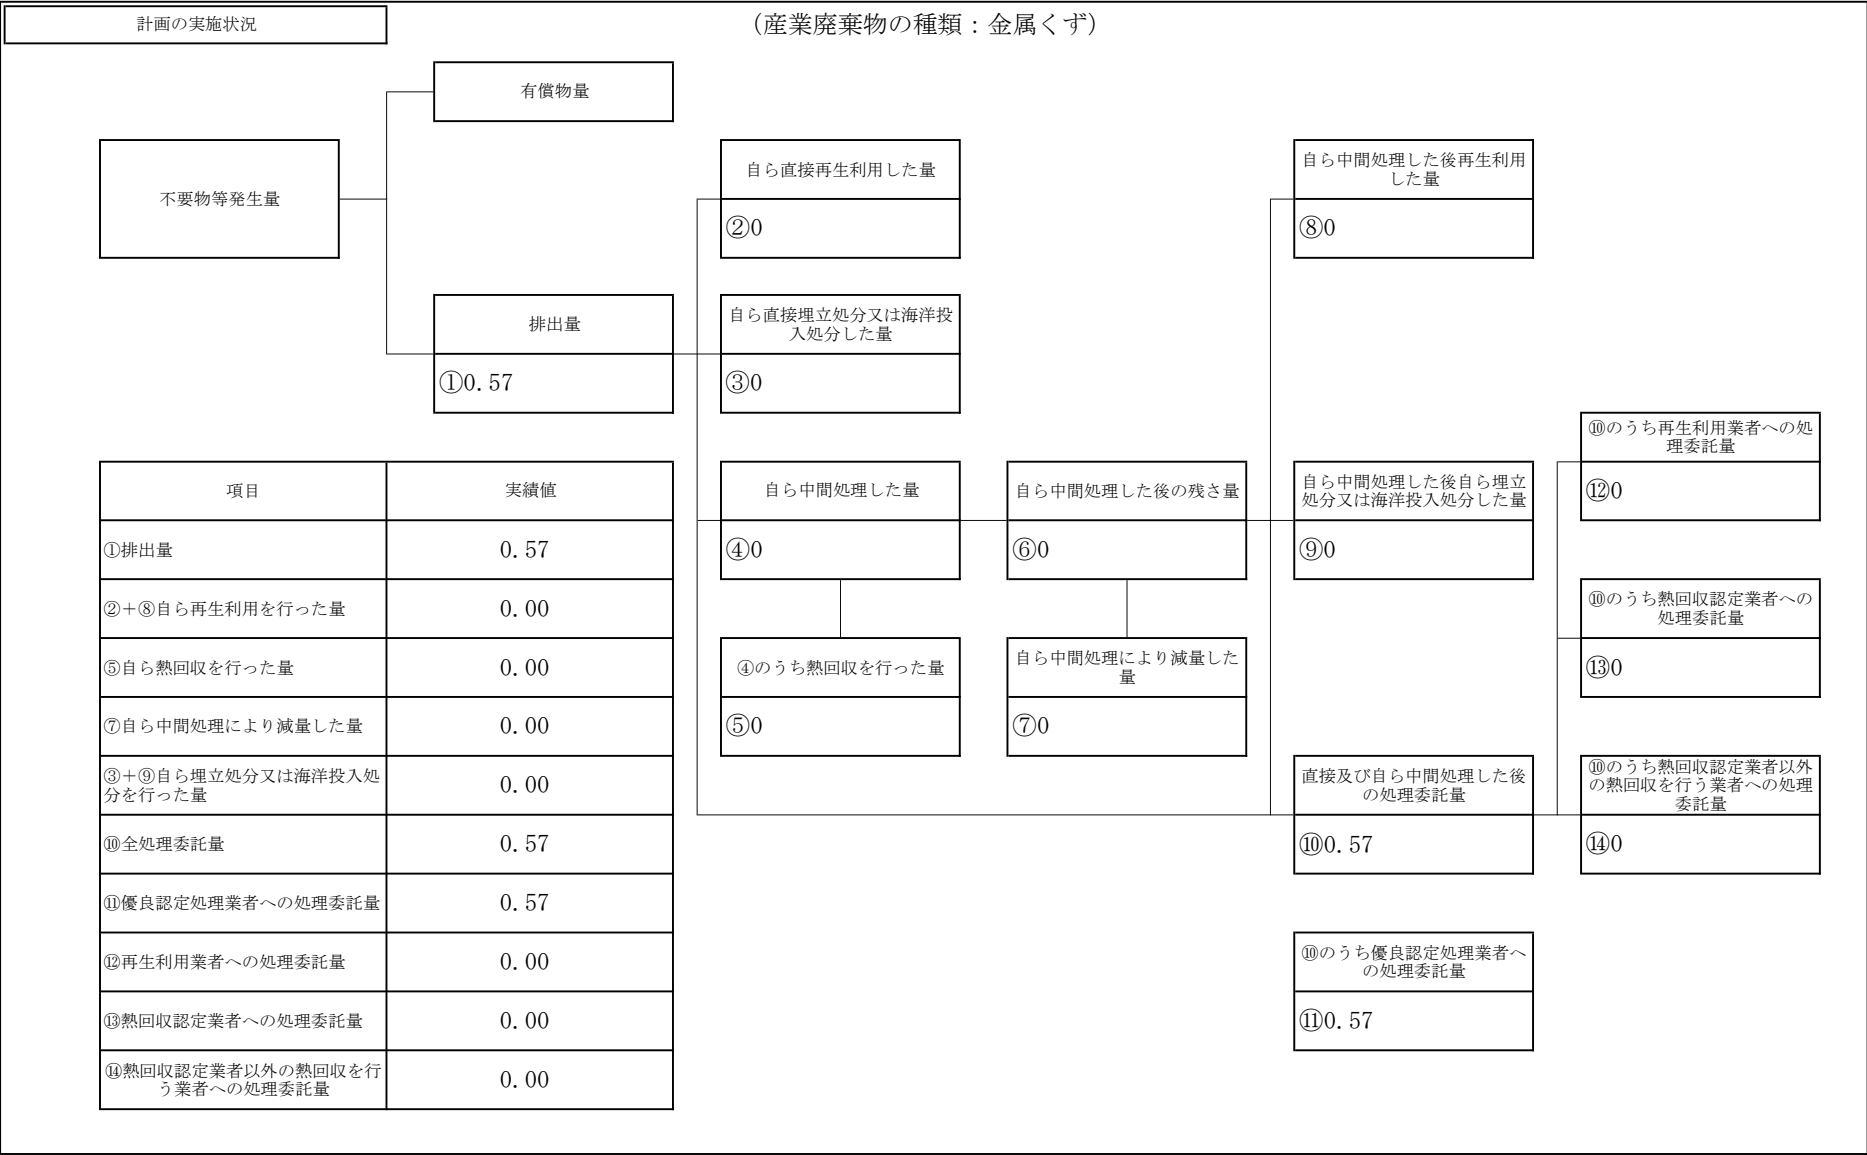 計画の実施状況
(産業廃棄物の種類：金属くず)
有償物量
不要物等発生量
自ら直接再生利用した量
②0
自ら中間処理した後再生利用
した量
⑧0
排出量
①0.57
自ら直接埋立処分又は海洋投
入処分した量
③0
⑩のうち再生利用業者への処
理委託量
⑫0
自ら中間処理した量
④0
自ら中間処理した後の残さ量
⑥0
自ら中間処理した後自ら埋立
処分又は海洋投入処分した量
⑨0
⑩のうち熱回収認定業者への
処理委託量
⑬0
④のうち熱回収を行った量
⑤0
自ら中間処理により減量した
量
⑦0
直接及び自ら中間処理した後
の処理委託量
⑩0.57
⑩のうち熱回収認定業者以外
の熱回収を行う業者への処理
委託量
⑭0
⑩のうち優良認定処理業者へ
の処理委託量
⑪0.57
項目 実績値
①排出量 0.57
②＋⑧自ら再生利用を行った量 0.00
⑤自ら熱回収を行った量 0.00
⑦自ら中間処理により減量した量 0.00
③＋⑨自ら埋立処分又は海洋投入処
分を行った量 0.00
⑩全処理委託量 0.57
⑪優良認定処理業者への処理委託量 0.57
⑫再生利用業者への処理委託量 0.00
⑬熱回収認定業者への処理委託量 0.00
⑭熱回収認定業者以外の熱回収を行
う業者への処理委託量 0.00